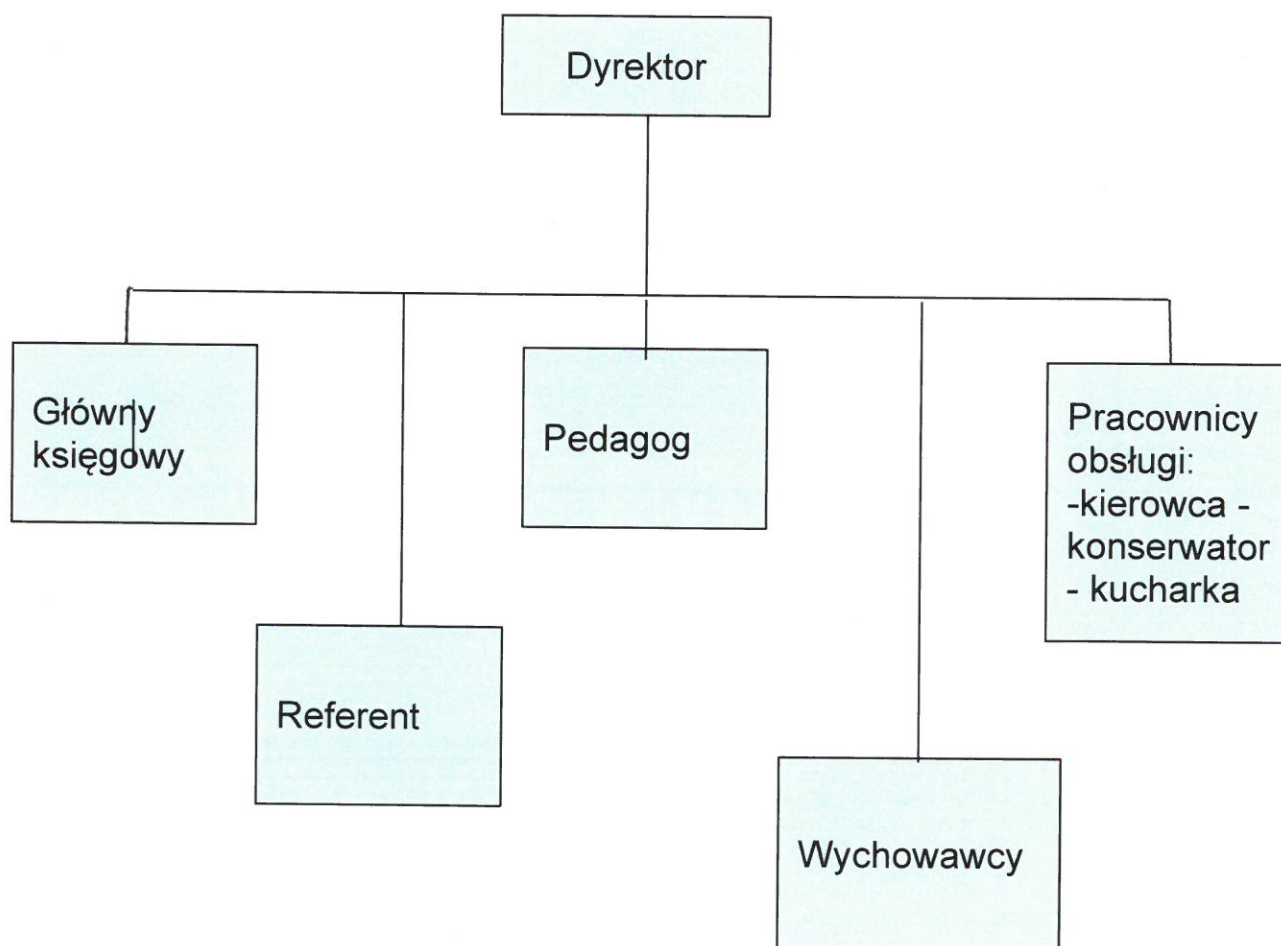 Dyrektor
Główny
księgowy
Pedagog
Pracownicy
obsługi:
-kierowca -
konserwator
- kucharka
Referent
Wychowawcy